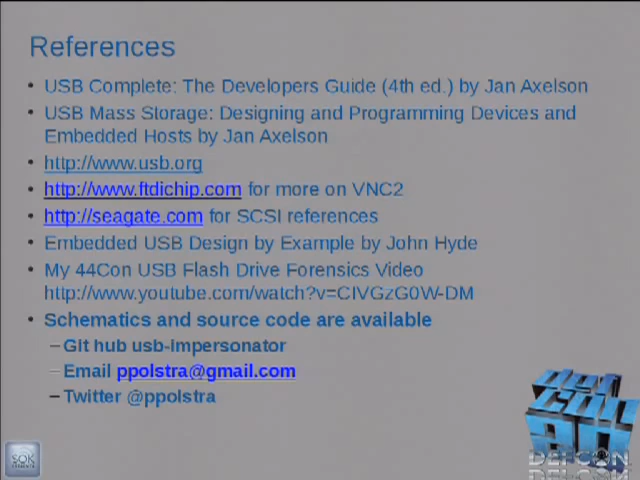 References
• USB Complete: The Developers Guide (4th ed.) by Jan Axelson
• USB Mass Storage: Designing and Programming Devices and
Embedded Hosts by Jan Axelson
• http://www.usb.org
• http://www.ftdichip.com for more on VNC2
• http://seagate.com for SCSI references
• Embedded USB Design by Example by John Hyde
• My 44Con USB Flash Drive Forensics Video
http://www.youtube.com/watch?v=CIVGzG0W-DM
• Schematics and source code are available
–Git hub usb-impersonator
–Email ppolstra@gmail.com
–Twitter @ppolstra
SOK
DEFCON